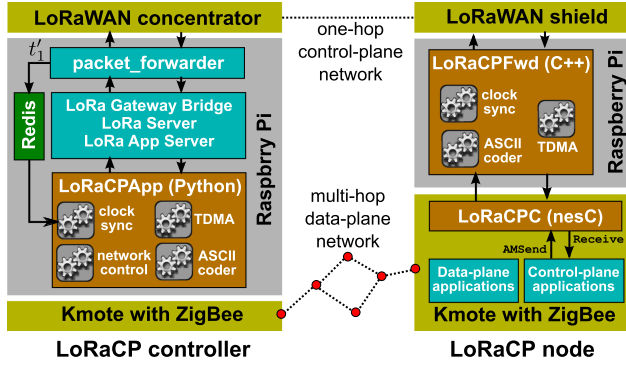 LoRaWAN concentrator
t′1
packet_forwarder
Redis
LoRa Gateway Bridge
LoRa Server
LoRa App Server
Raspbrry Pi
LoRaCPApp (Python)
clock
sync
TDMA
network
control
ASCII
coder
Kmote with ZigBee
LoRaCP controller
one-hop
control-plane
network
multi-hop
data-plane
network
LoRaWAN shield
LoRaCPFwd (C++)
clock
sync
ASCII
coder
TDMA
Raspberry Pi
LoRaCPC (nesC)
AMSend
Receive
Data-plane
applications
Control-plane
applications
Kmote with ZigBee
LoRaCP node